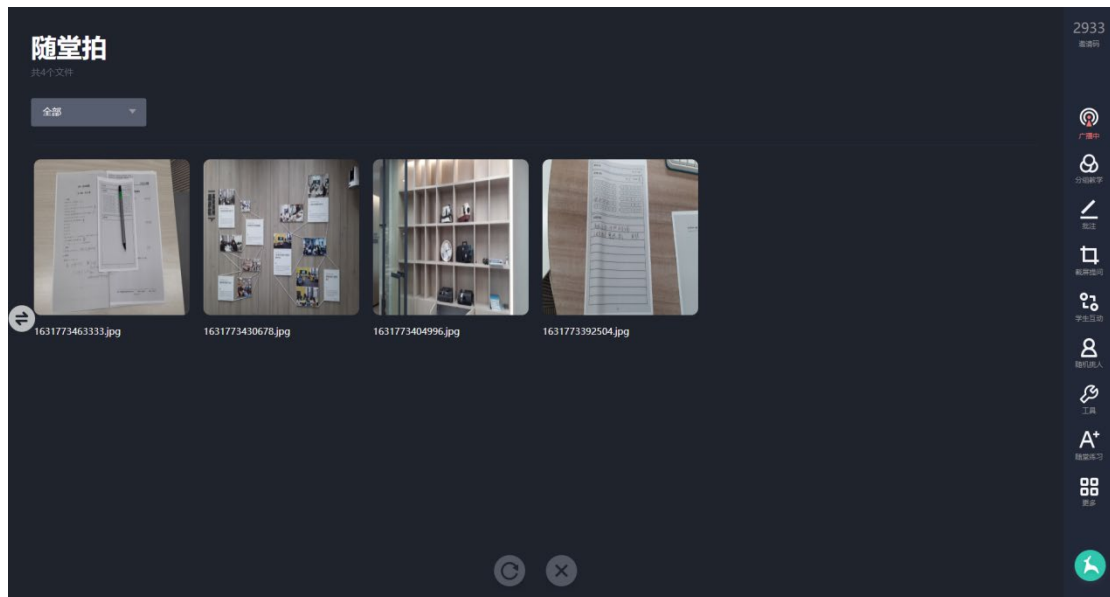 随堂拍
共4个文件
全部
1631773463333.jpg
1631773430678.jpg
1631773404996.jpg
1631773392504.jpg
2933
邀请码
广播中
分组教学
批注
截屏提问
学生互动
随机挑人
工具
随堂练习
更多